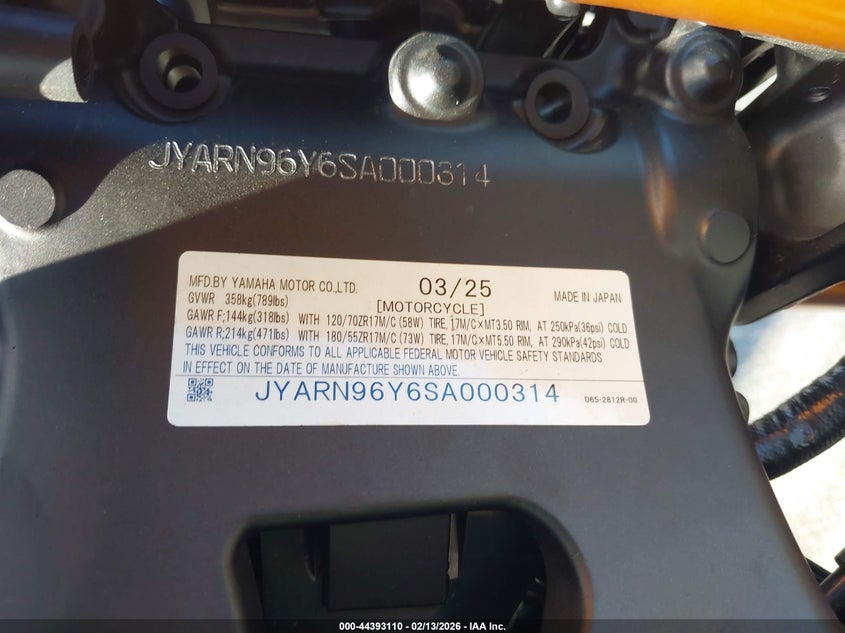 JYARN96Y6SA000314
MFD.BY YAMAHA MOTOR CO.,LTD. 03/25 MADE IN JAPAN
GVWR 358kg(789lbs) [MOTORCYCLE]
GAWR F;144kg(318lbs) WITH 120/70ZR17M/C (58W) TIRE, 17M/C×MT3.50 RIM, AT 250kPa(36psi) COLD
GAWR R;214kg(471lbs) WITH 180/55ZR17M/C (73W) TIRE, 17M/C×MT5.50 RIM, AT 290kPa(42psi) COLD
THIS VEHICLE CONFORMS TO ALL APPLICABLE FEDERAL MOTOR VEHICLE SAFETY STANDARDS
IN EFFECT ON THE DATE OF MANUFACTURE SHOWN ABOVE.
JYARN96Y6SA000314 D65-2812R-00
000-44393110 - 02/13/2026 - IAA Inc.